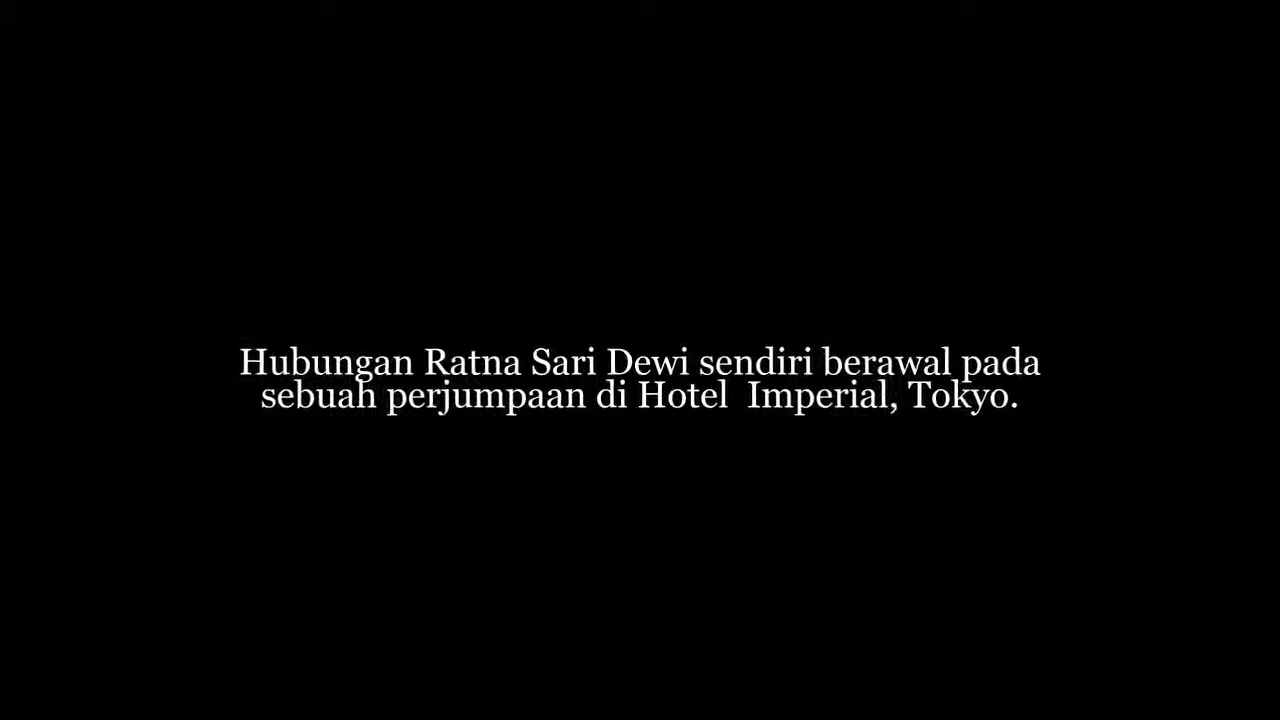 Hubungan Ratna Sari Dewi sendiri berawal pada
sebuah perjumpaan di Hotel  Imperial, Tokyo.